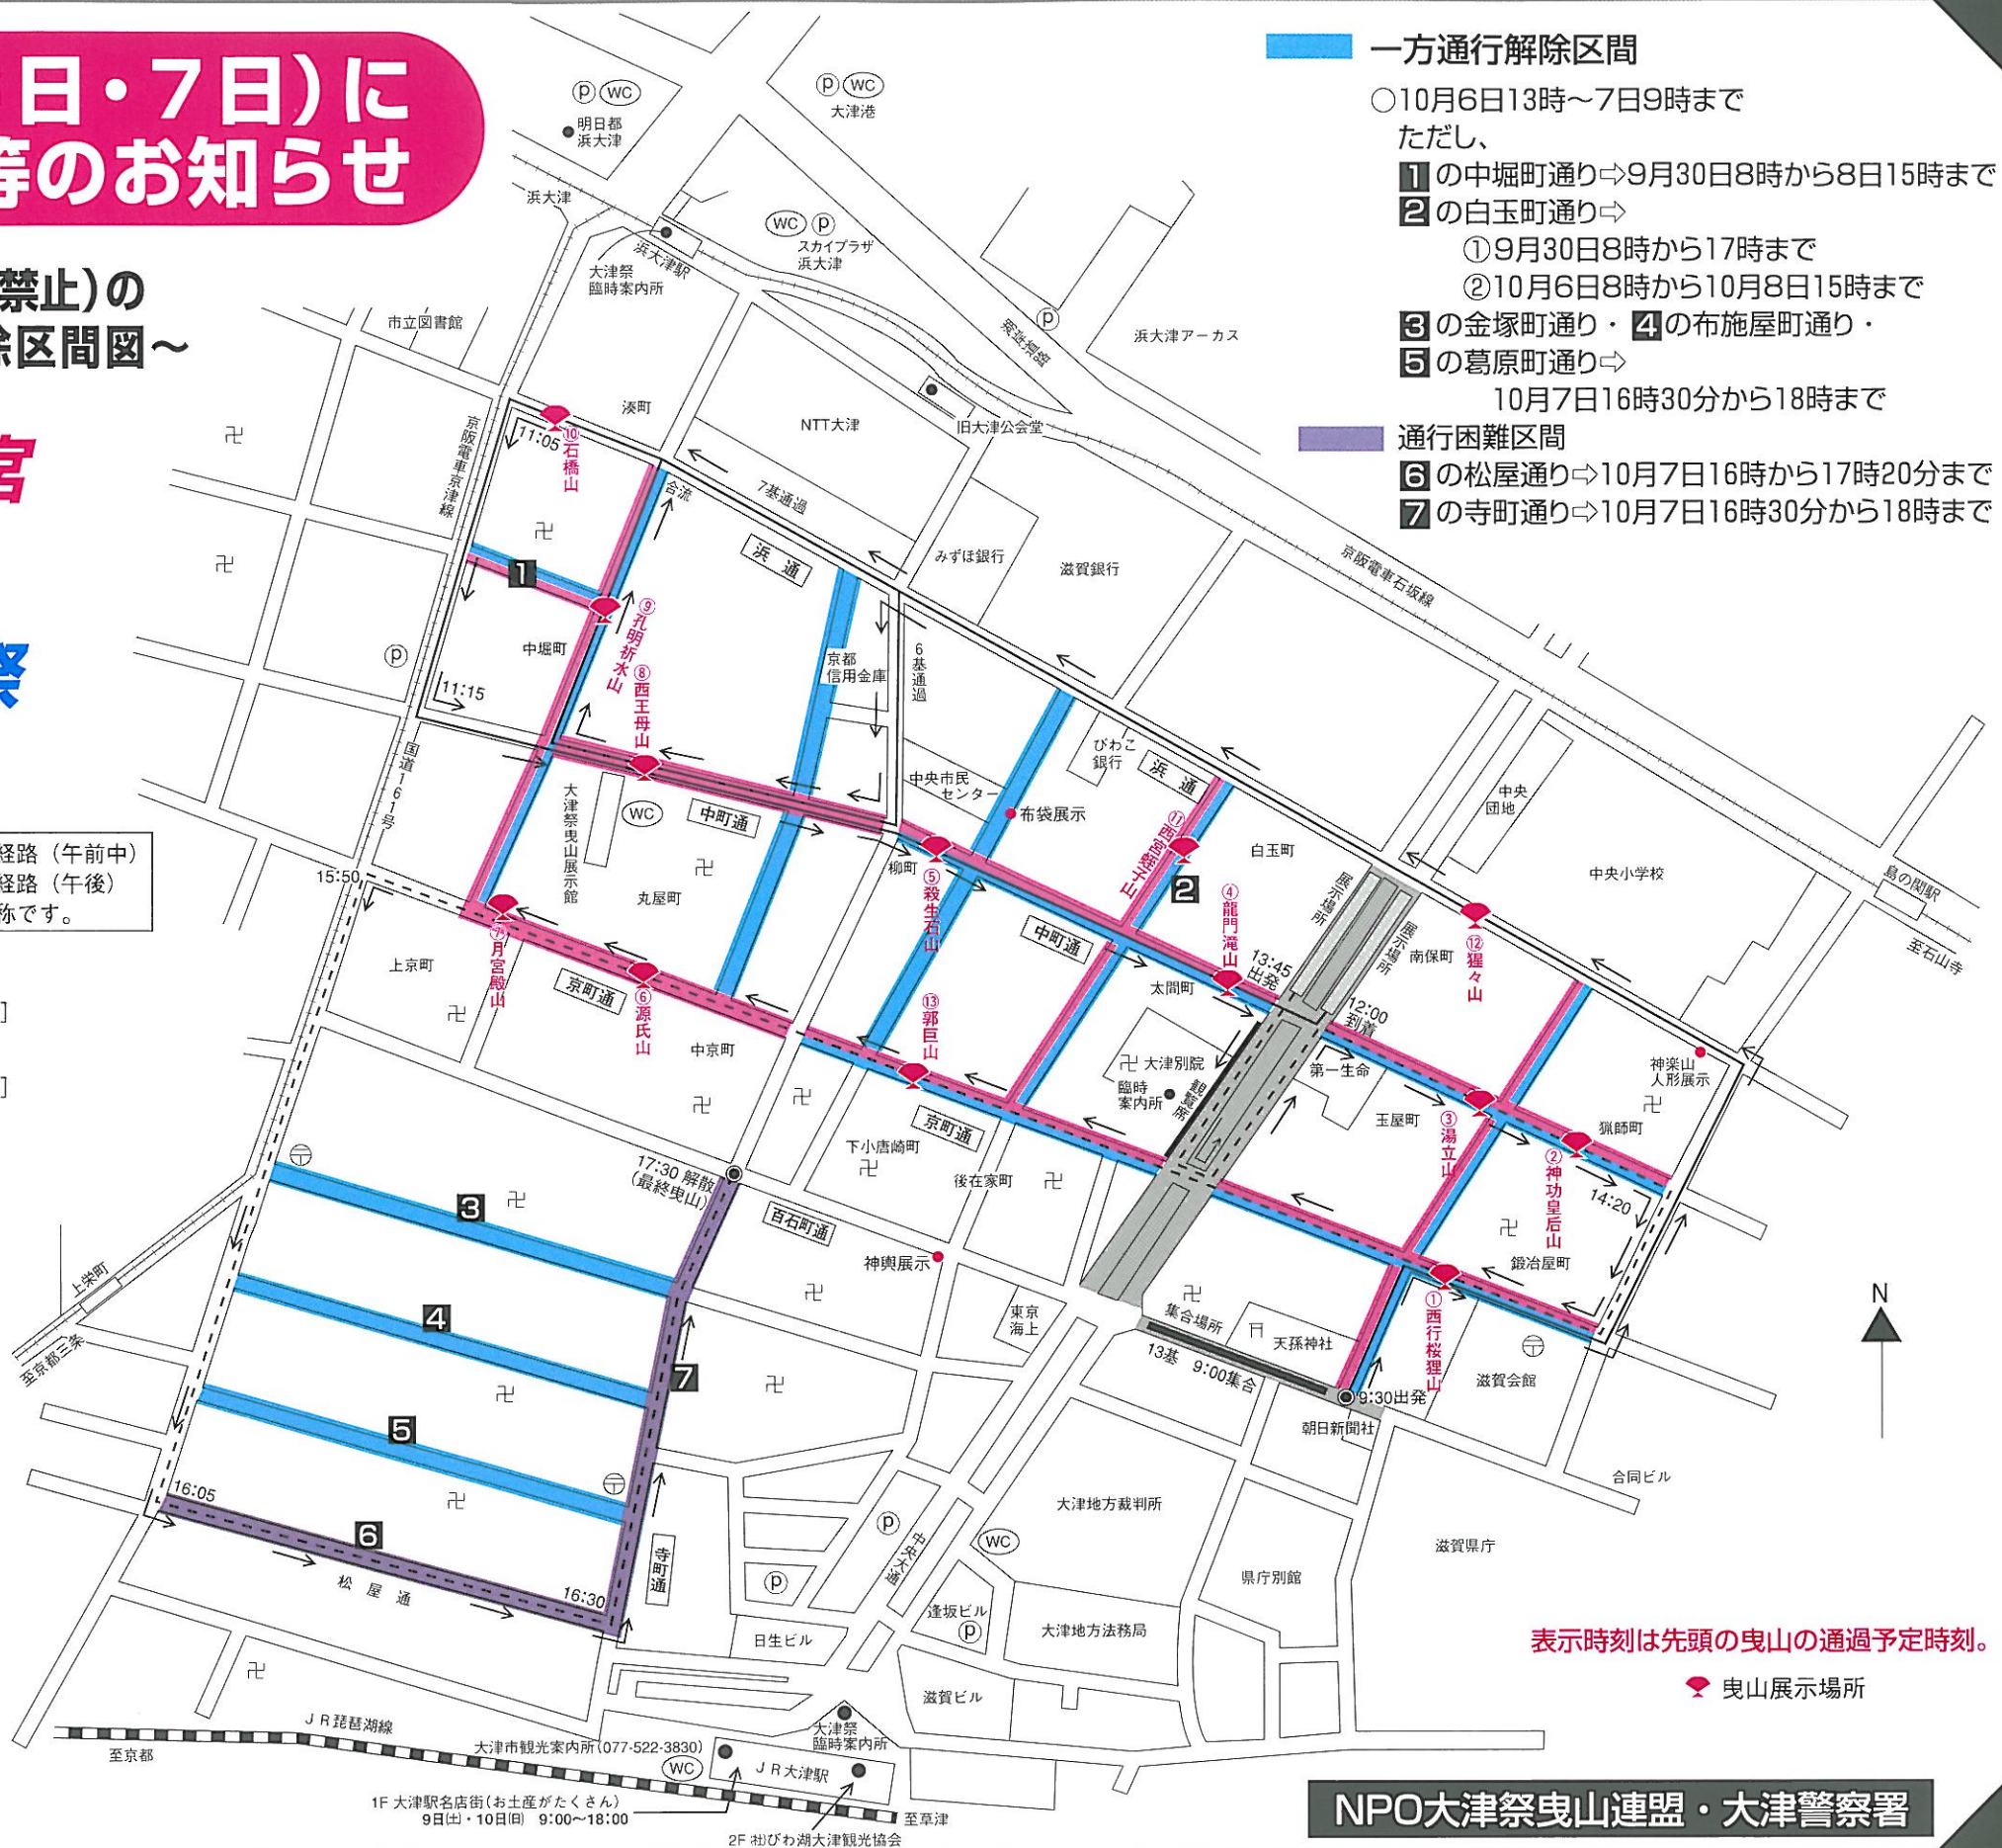 日・7日）に
等のお知らせ
禁止）の
区間図～
宮
経路（午前中）
経路（午後）
称です。
一方通行解除区間
○10月6日13時～7日9時まで
ただし、
1の中堀町通り⇨9月30日8時から8日15時まで
2の白玉町通り⇨
①9月30日8時から17時まで
②10月6日8時から10月8日15時まで
3の金塚町通り・4の布施屋町通り・
5の葛原町通り⇨
10月7日16時30分から18時まで
通行困難区間
6の松屋通り⇨10月7日16時から17時20分まで
7の寺町通り⇨10月7日16時30分から18時まで
P WC
明日都
浜大津
P WC
大津港
浜大津
浜大津駅
大津祭
臨時案内所
WC P
スカイプラザ
浜大津
湖岸道路
P
浜大津アーカス
市立図書館
湊町
NTT大津
旧大津公会堂
京阪電車京津線
11:05
⑩石橋山
合流
7基通過
浜通
みずほ銀行
滋賀銀行
京阪電車石坂線
1
中堀町
⑨孔明祈水山
⑧西王母山
P
11:15
京都
信用金庫
6基通過
国道161号
びわこ
銀行
浜通
中央市民
センター
布袋展示
大津祭曳山展示館
WC
中町通
丸屋町
柳町
⑤殺生石山
⑪西宮蛭子山
2
白玉町
④龍門滝山
中町通
太間町
13:45
出発
展示場所
展示場所
南保町
12:00
到着
⑫猩々山
中央
団地
中央小学校
島の関駅
至石山寺
神楽山
人形展示
15:50
上京町
⑦月宮殿山
京町通
⑥源氏山
中京町
⑬郭巨山
京町通
大津別院
臨時
案内所
観覧席
第一生命
玉屋町
③湯立山
猟師町
②神功皇后山
14:20
鍛冶屋町
①西行桜狸山
下小唐崎町
後在家町
17:30 解散
（最終曳山）
百石町通
神輿展示
3
4
5
6
7
上栄町
至京都三条
東京
海上
集合場所
13基 9:00集合
天孫神社
9:30出発
朝日新聞社
滋賀会館
合同ビル
N
16:05
松屋通
16:30
寺町通
P
P
中央大通
WC
大津地方裁判所
滋賀県庁
県庁別館
逢坂ビル
P
大津地方法務局
日生ビル
滋賀ビル
表示時刻は先頭の曳山の通過予定時刻。
曳山展示場所
JR琵琶湖線
至京都
大津市観光案内所（077-522-3830）
WC
大津祭
臨時案内所
JR大津駅
1F 大津駅名店街（お土産がたくさん）
9日㈯・10日㈰ 9:00～18:00
至草津
2F ㈳びわ湖大津観光協会
NPO大津祭曳山連盟・大津警察署